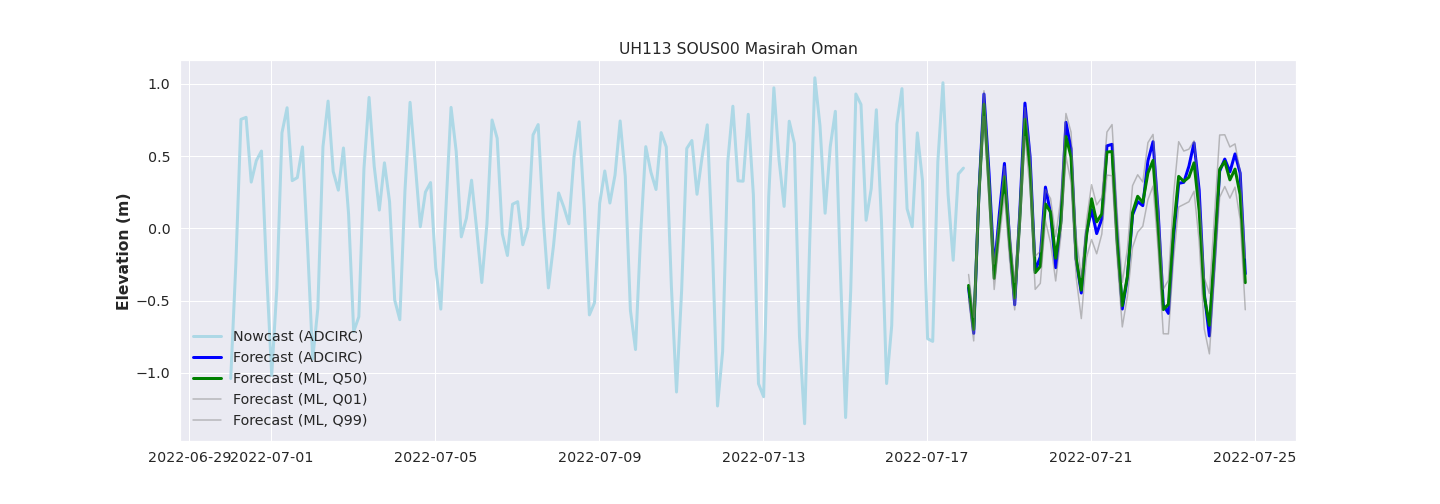 UH113 SOUS00 Masirah Oman
1.0
0.5
0.0
−0.5
−1.0
Elevation (m)
Nowcast (ADCIRC)
Forecast (ADCIRC)
Forecast (ML, Q50)
Forecast (ML, Q01)
Forecast (ML, Q99)
2022-06-29 2022-07-01 2022-07-05 2022-07-09 2022-07-13 2022-07-17 2022-07-21 2022-07-25